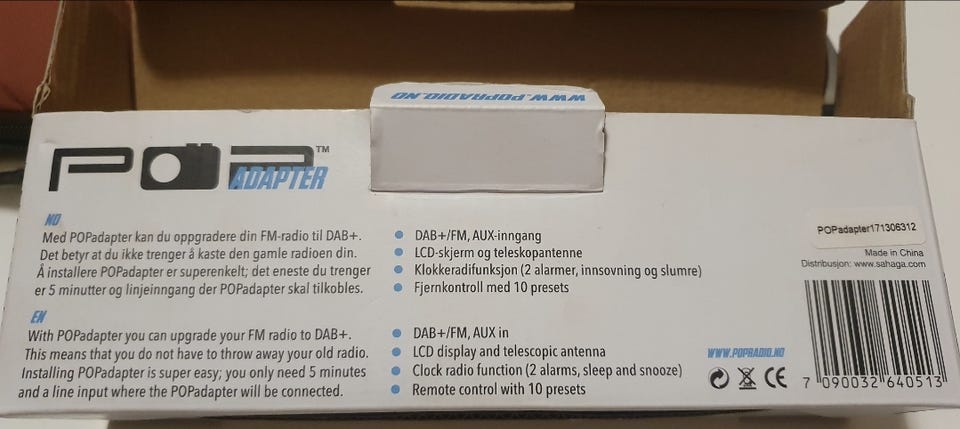 WWW.POPRADIO.NO
POP™
ADAPTER
NO
Med POPadapter kan du oppgradere din FM-radio til DAB+.
Det betyr at du ikke trenger å kaste den gamle radioen din.
Å installere POPadapter er superenkelt; det eneste du trenger
er 5 minutter og linjeinngang der POPadapter skal tilkobles.
DAB+/FM, AUX-inngang
LCD-skjerm og teleskopantenne
Klokkeradifunksjon (2 alarmer, innsovning og slumre)
Fjernkontroll med 10 presets
EN
With POPadapter you can upgrade your FM radio to DAB+.
This means that you do not have to throw away your old radio.
Installing POPadapter is super easy; you only need 5 minutes
and a line input where the POPadapter will be connected.
DAB+/FM, AUX in
LCD display and telescopic antenna
Clock radio function (2 alarms, sleep and snooze)
Remote control with 10 presets
POPadapter171306312
Made in China
Distribusjon: www.sahaga.com
WWW.POPRADIO.NO
CE
7 090032 640513